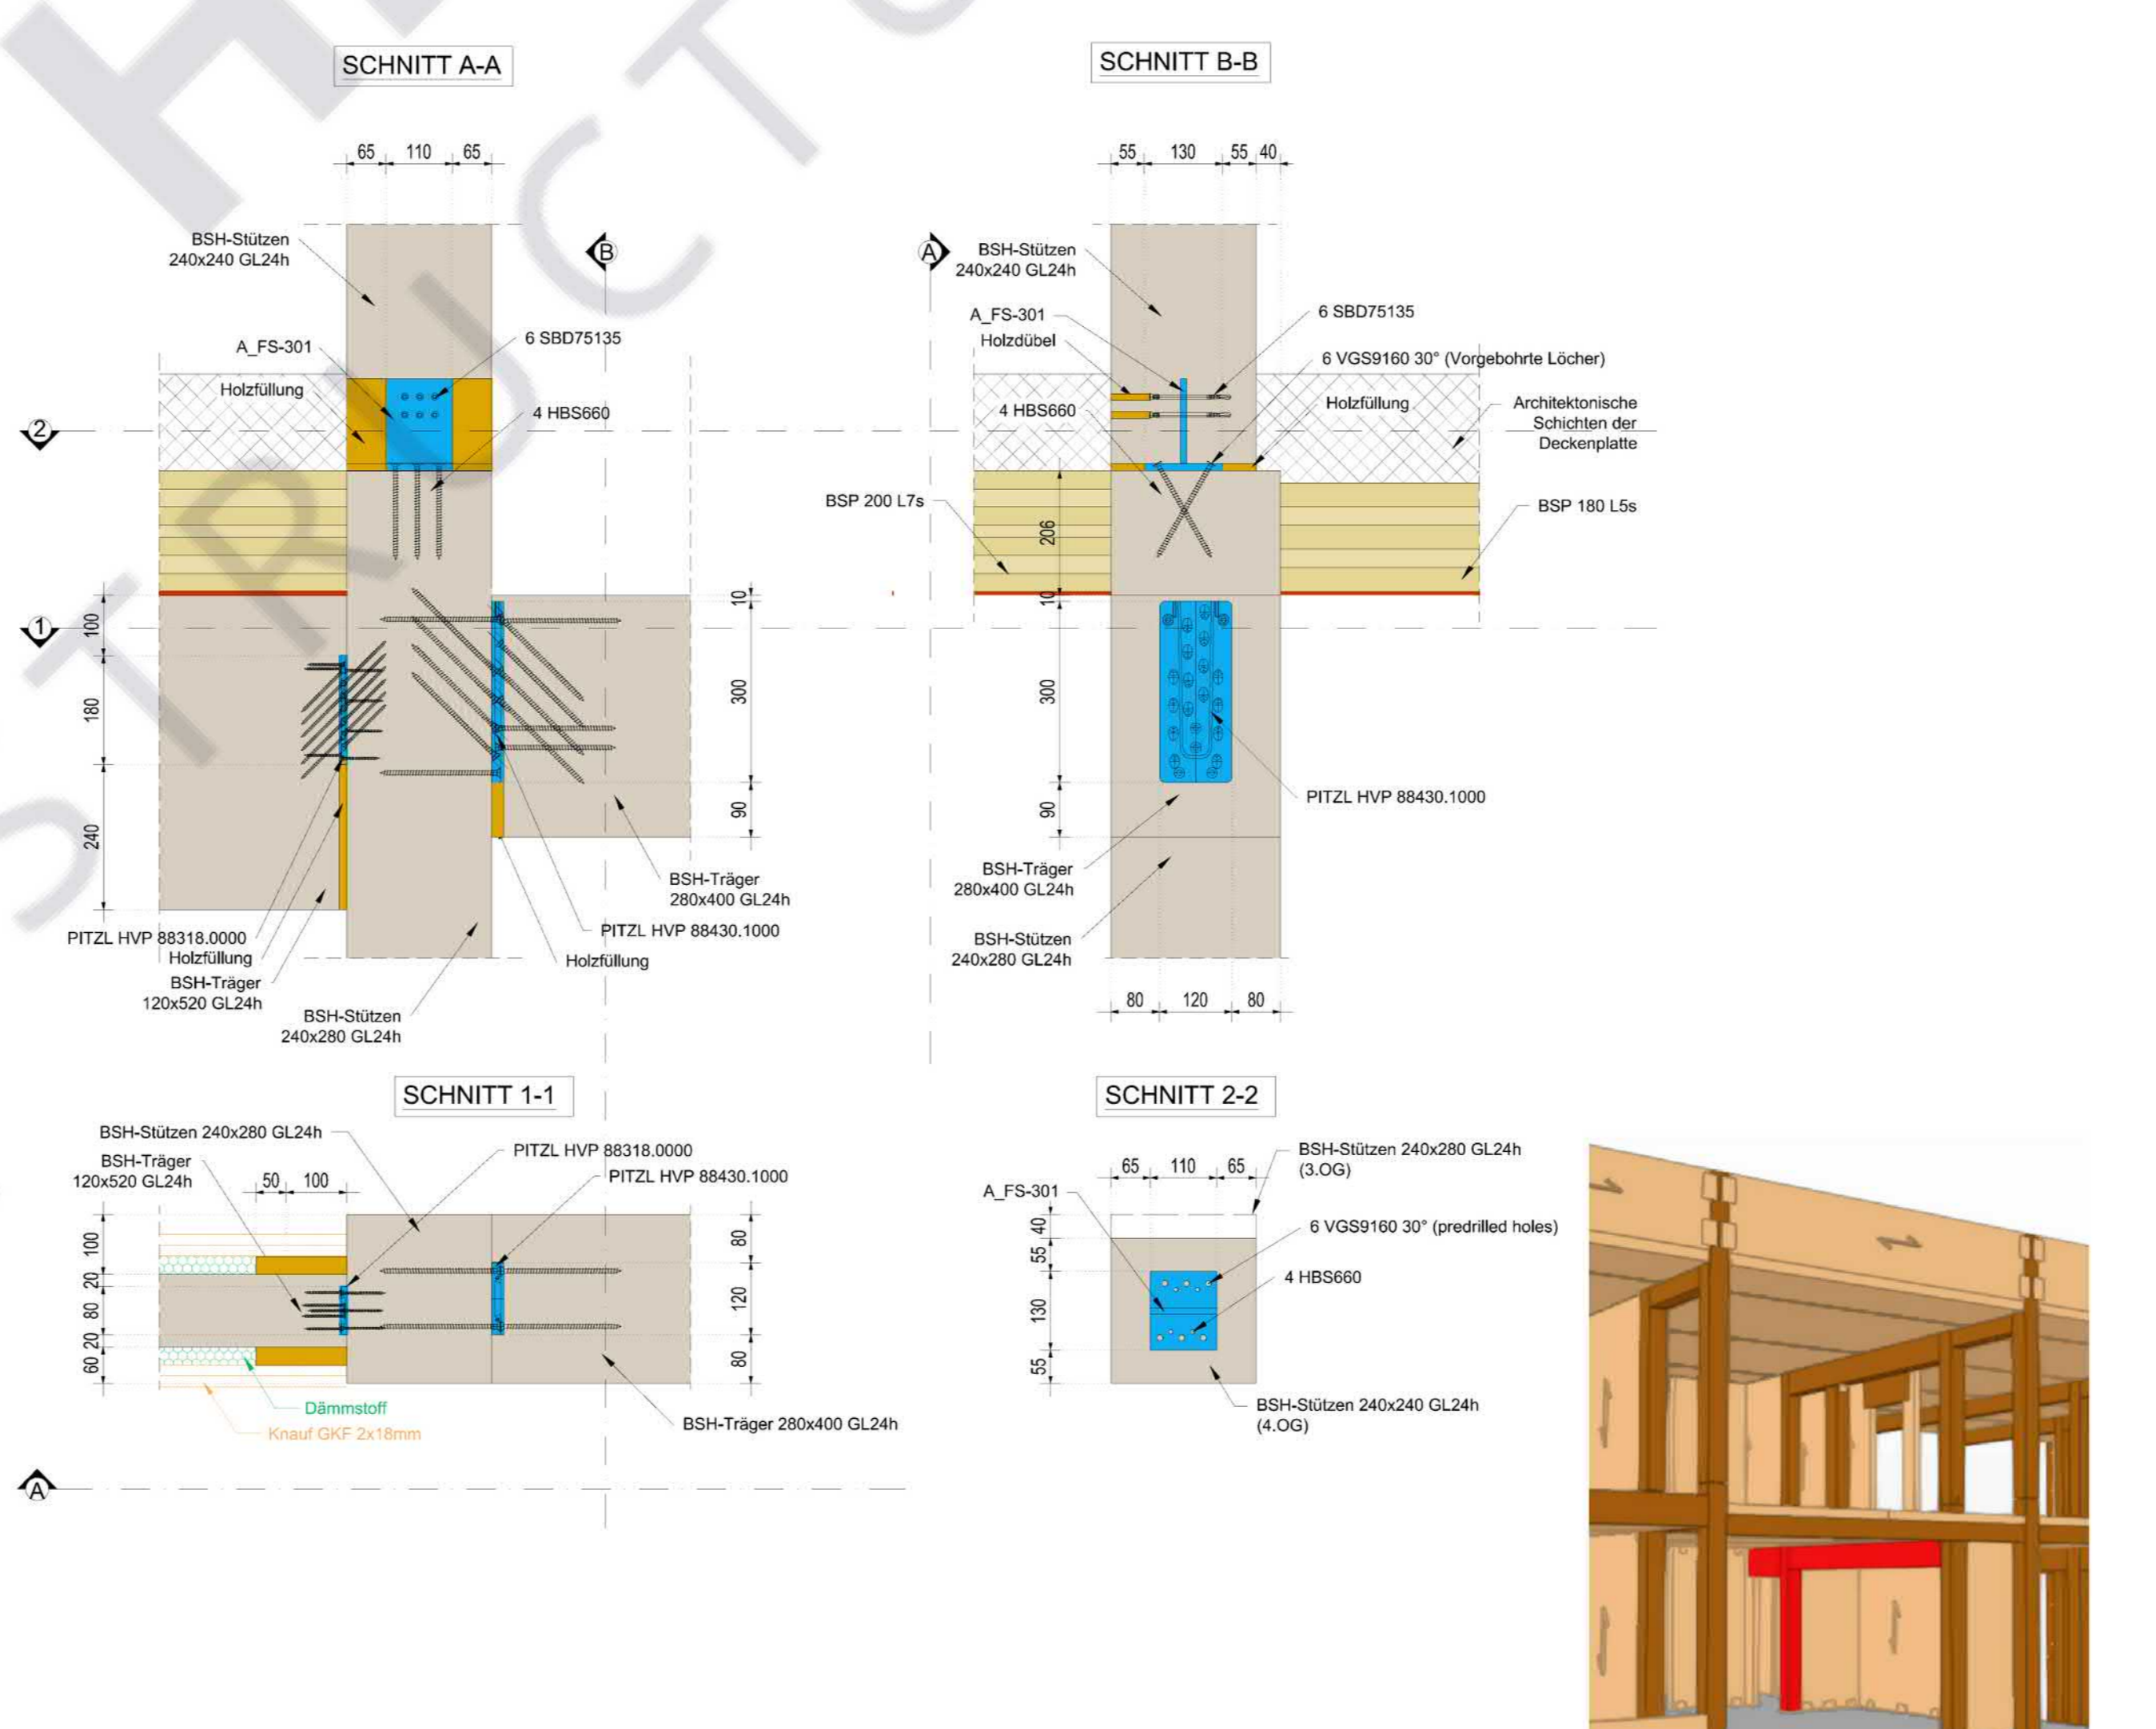 SCHNITT A-A
65 110 65
BSH-Stützen
240x240 GL24h
B
A_FS-301
6 SBD75135
Holzfüllung
4 HBS660
2
1
100
180
240
10
300
90
BSH-Träger
280x400 GL24h
PITZL HVP 88318.0000
PITZL HVP 88430.1000
Holzfüllung
Holzfüllung
BSH-Träger
120x520 GL24h
BSH-Stützen
240x280 GL24h
SCHNITT B-B
55 130 55 40
A
BSH-Stützen
240x240 GL24h
A_FS-301
6 SBD75135
Holzdübel
6 VGS9160 30° (Vorgebohrte Löcher)
4 HBS660
Holzfüllung
Architektonische
Schichten der
Deckenplatte
BSP 200 L7s
BSP 180 L5s
206
10
300
90
PITZL HVP 88430.1000
BSH-Träger
280x400 GL24h
BSH-Stützen
240x280 GL24h
80 120 80
SCHNITT 1-1
BSH-Stützen 240x280 GL24h
PITZL HVP 88318.0000
BSH-Träger
120x520 GL24h
PITZL HVP 88430.1000
50 100
100
20
80
20
60
80
120
80
Dämmstoff
Knauf GKF 2x18mm
BSH-Träger 280x400 GL24h
A
SCHNITT 2-2
65 110 65
BSH-Stützen 240x280 GL24h
(3.OG)
A_FS-301
40
55
130
55
6 VGS9160 30° (predrilled holes)
4 HBS660
BSH-Stützen 240x240 GL24h
(4.OG)
STRUCT